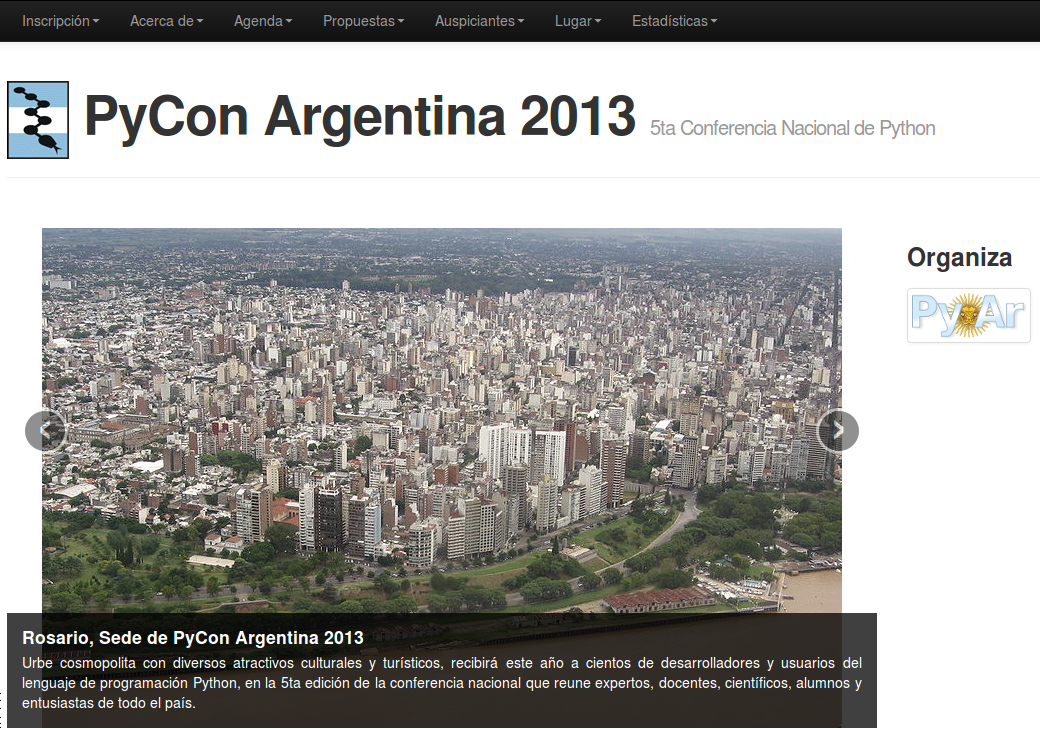 Inscripción Acerca de Agenda Propuestas Auspiciantes Lugar Estadísticas
PyCon Argentina 2013 5ta Conferencia Nacional de Python
Organiza
PyAr
Rosario, Sede de PyCon Argentina 2013
Urbe cosmopolita con diversos atractivos culturales y turísticos, recibirá este año a cientos de desarrolladores y usuarios del
lenguaje de programación Python, en la 5ta edición de la conferencia nacional que reune expertos, docentes, científicos, alumnos y
entusiastas de todo el país.